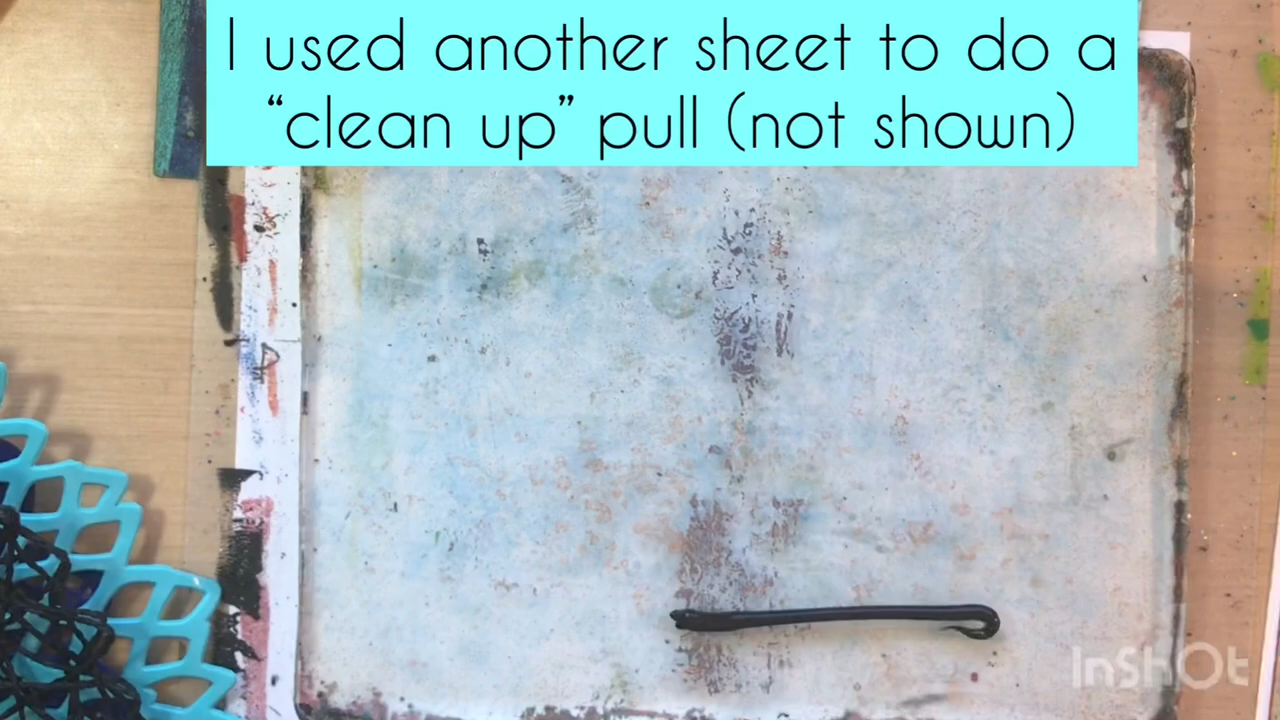 I used another sheet to do a
“clean up” pull (not shown)
InShOt